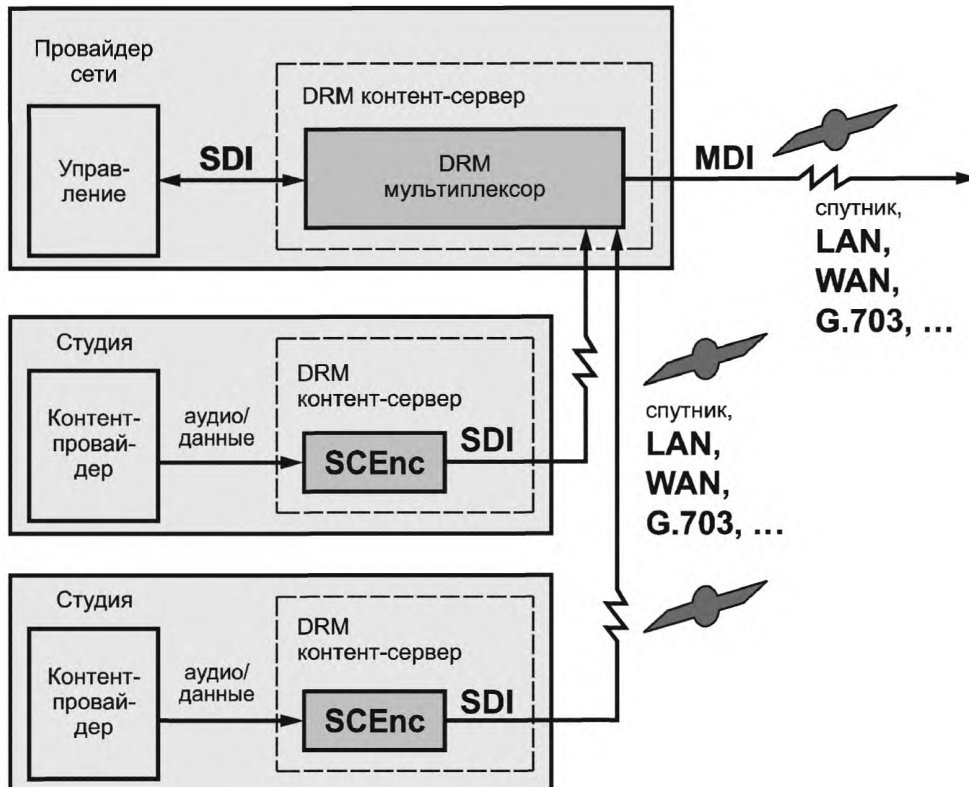 Провайдер
сети
DRM контент-сервер
Управ-
ление
SDI
DRM
мультиплексор
MDI
спутник,
LAN,
WAN,
G.703, ...
Студия
Контент-
провай-
дер
аудио/
данные
DRM
контент-сервер
SCEnc
SDI
спутник,
LAN,
WAN,
G.703, ...
Студия
Контент-
провай-
дер
аудио/
данные
DRM
контент-сервер
SCEnc
SDI